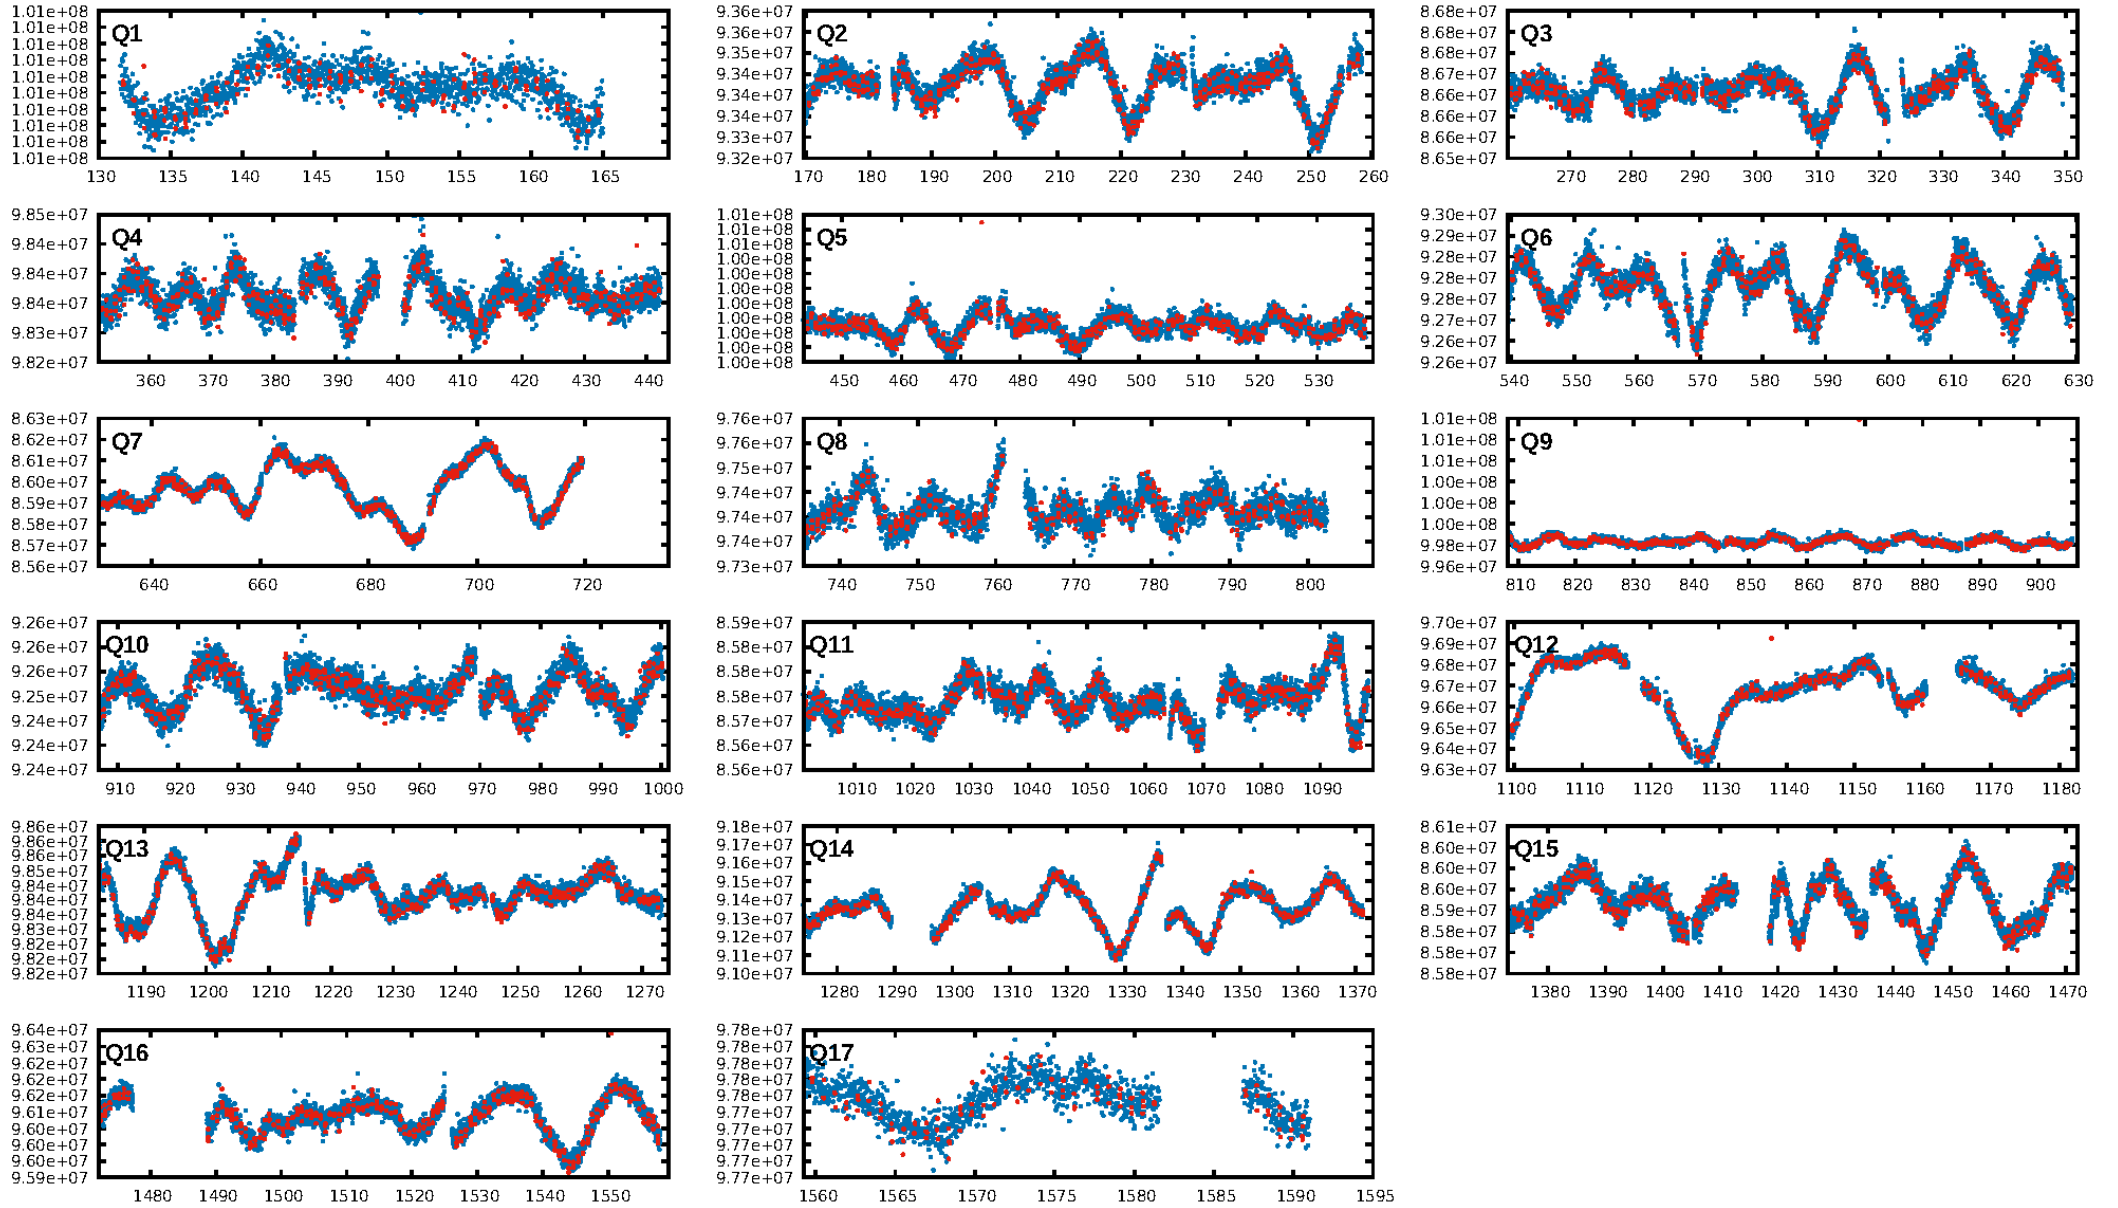 Q1
1.01e+08
1.01e+08
1.01e+08
1.01e+08
1.01e+08
1.01e+08
1.01e+08
1.01e+08
1.01e+08
1.01e+08
130 135 140 145 150 155 160 165
Q2
9.36e+07
9.36e+07
9.35e+07
9.34e+07
9.34e+07
9.34e+07
9.33e+07
9.32e+07
170 180 190 200 210 220 230 240 250 260
Q3
8.68e+07
8.68e+07
8.68e+07
8.67e+07
8.66e+07
8.66e+07
8.66e+07
8.65e+07
270 280 290 300 310 320 330 340 350
Q4
9.85e+07
9.84e+07
9.84e+07
9.84e+07
9.83e+07
9.82e+07
360 370 380 390 400 410 420 430 440
Q5
1.01e+08
1.01e+08
1.01e+08
1.00e+08
1.00e+08
1.00e+08
1.00e+08
1.00e+08
1.00e+08
1.00e+08
1.00e+08
450 460 470 480 490 500 510 520 530
Q6
9.30e+07
9.29e+07
9.28e+07
9.28e+07
9.28e+07
9.27e+07
9.26e+07
9.26e+07
540 550 560 570 580 590 600 610 620 630
Q7
8.63e+07
8.62e+07
8.61e+07
8.60e+07
8.59e+07
8.58e+07
8.57e+07
8.56e+07
640 660 680 700 720
Q8
9.76e+07
9.76e+07
9.75e+07
9.74e+07
9.74e+07
9.74e+07
9.73e+07
740 750 760 770 780 790 800
Q9
1.01e+08
1.01e+08
1.01e+08
1.00e+08
1.00e+08
1.00e+08
9.98e+07
9.96e+07
810 820 830 840 850 860 870 880 890 900
Q10
9.26e+07
9.26e+07
9.26e+07
9.25e+07
9.24e+07
9.24e+07
9.24e+07
910 920 930 940 950 960 970 980 990 1000
Q11
8.59e+07
8.58e+07
8.58e+07
8.58e+07
8.57e+07
8.56e+07
8.56e+07
1010 1020 1030 1040 1050 1060 1070 1080 1090
Q12
9.70e+07
9.69e+07
9.68e+07
9.67e+07
9.66e+07
9.65e+07
9.64e+07
9.63e+07
1100 1110 1120 1130 1140 1150 1160 1170 1180
Q13
9.86e+07
9.86e+07
9.85e+07
9.84e+07
9.84e+07
9.84e+07
9.83e+07
9.82e+07
9.82e+07
1190 1200 1210 1220 1230 1240 1250 1260 1270
Q14
9.18e+07
9.17e+07
9.16e+07
9.15e+07
9.14e+07
9.13e+07
9.12e+07
9.11e+07
9.10e+07
1280 1290 1300 1310 1320 1330 1340 1350 1360 1370
Q15
8.61e+07
8.60e+07
8.60e+07
8.60e+07
8.59e+07
8.58e+07
8.58e+07
8.58e+07
1380 1390 1400 1410 1420 1430 1440 1450 1460 1470
Q16
9.64e+07
9.63e+07
9.62e+07
9.62e+07
9.62e+07
9.61e+07
9.60e+07
9.60e+07
9.60e+07
9.59e+07
1480 1490 1500 1510 1520 1530 1540 1550
Q17
9.78e+07
9.78e+07
9.78e+07
9.78e+07
9.78e+07
9.77e+07
9.77e+07
9.77e+07
9.77e+07
9.77e+07
1560 1565 1570 1575 1580 1585 1590 1595